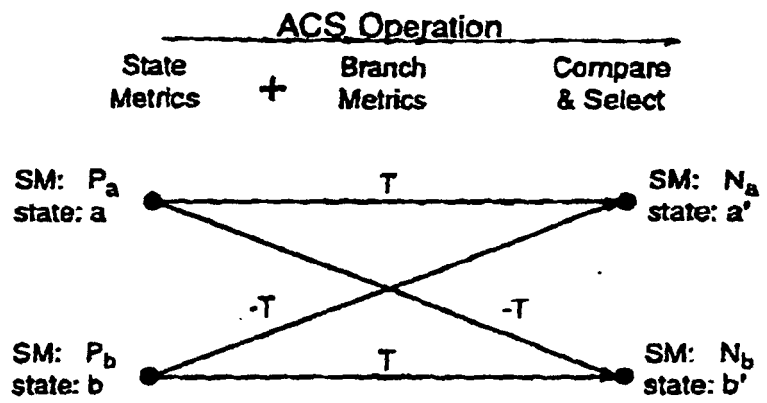 ACS Operation
State + Branch Compare
Metrics Metrics & Select
SM: Pa T SM: Na
state: a state: a'
-T -T
SM: Pb T SM: Nb
state: b state: b'